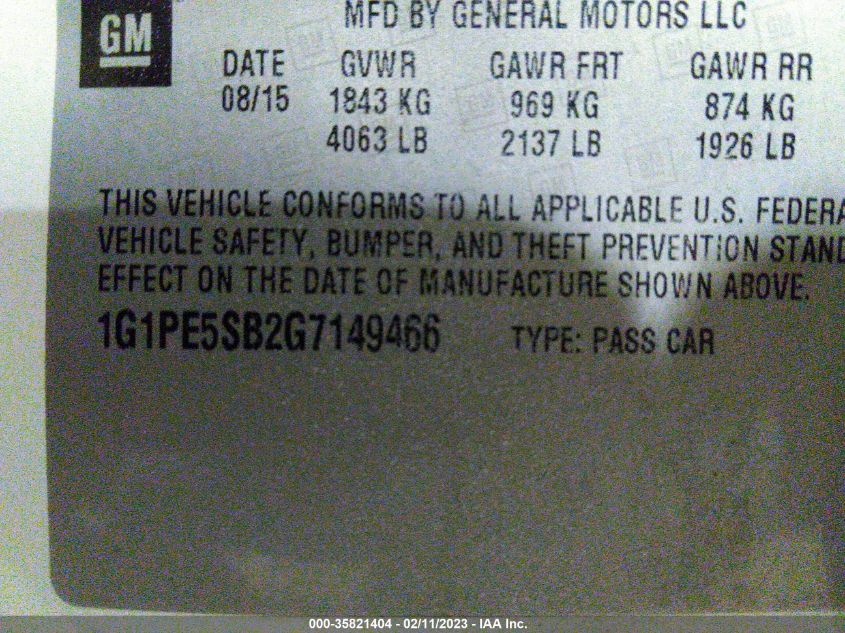 GM
MFD BY GENERAL MOTORS LLC
DATE GVWR GAWR FRT GAWR RR
08/15 1843 KG 969 KG 874 KG
4063 LB 2137 LB 1926 LB
THIS VEHICLE CONFORMS TO ALL APPLICABLE U.S. FEDERA
VEHICLE SAFETY, BUMPER, AND THEFT PREVENTION STAND
EFFECT ON THE DATE OF MANUFACTURE SHOWN ABOVE.
1G1PE5SB2G7149466 TYPE: PASS CAR
000-35821404 - 02/11/2023 - IAA Inc.